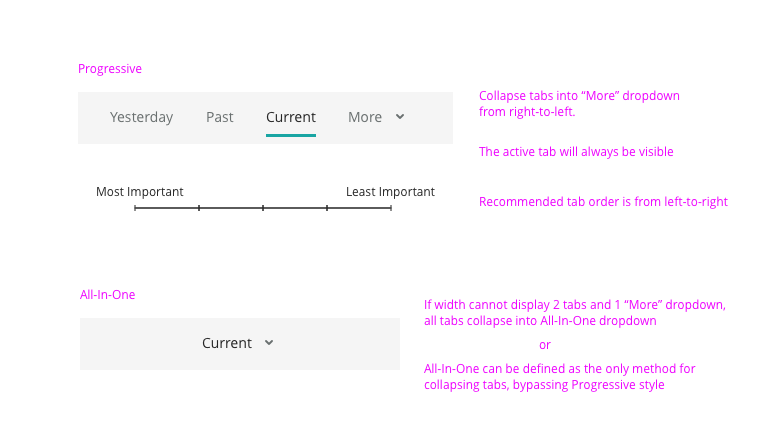 Progressive
Yesterday Past Current More
Collapse tabs into “More” dropdown
from right-to-left.
The active tab will always be visible
Most Important Least Important
Recommended tab order is from left-to-right
All-In-One
Current
If width cannot display 2 tabs and 1 “More” dropdown,
all tabs collapse into All-In-One dropdown
or
All-In-One can be defined as the only method for
collapsing tabs, bypassing Progressive style